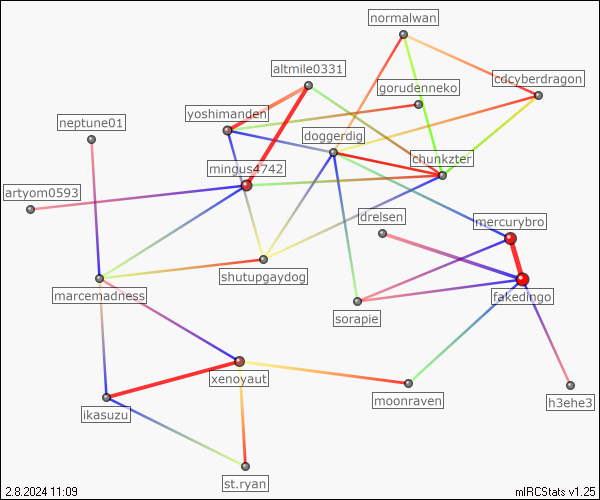 normalwan
altmile0331
cdcyberdragon
gorudenneko
yoshimanden
neptune01
doggerdig
chunkzter
mingus4742
artyom0593
drelsen
mercurybro
shutupgaydog
marcemadness
fakedingo
sorapie
xenoyaut
moonraven
h3ehe3
ikasuzu
st.ryan
2.8.2024 11:09
mIRCStats v1.25